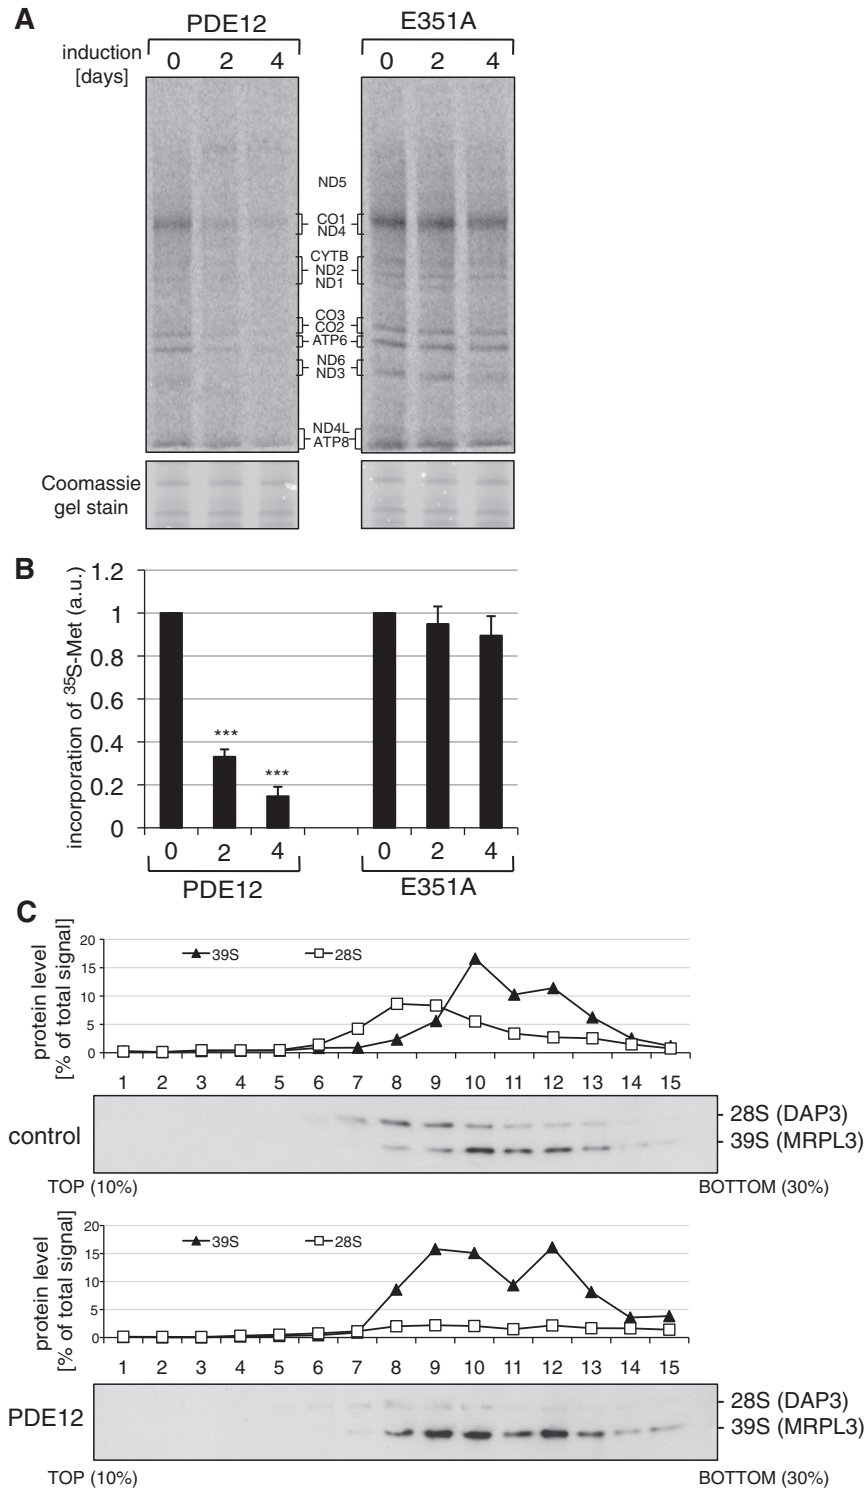 A
PDE12
E351A
induction
[days]
0 2 4
0 2 4
ND5
CO1
ND4
CYTB
ND2
ND1
CO3
CO2
ATP6
ND6
ND3
ND4L
ATP8
Coomassie
gel stain
B
incorporation of ³⁵S-Met (a.u.)
1.2
1
0.8
0.6
0.4
0.2
0
***
***
0 2 4
0 2 4
PDE12
E351A
C
protein level
[% of total signal]
20
15
10
5
0
39S
28S
1 2 3 4 5 6 7 8 9 10 11 12 13 14 15
control
28S (DAP3)
39S (MRPL3)
TOP (10%)
BOTTOM (30%)
protein level
[% of total signal]
20
15
10
5
0
39S
28S
1 2 3 4 5 6 7 8 9 10 11 12 13 14 15
PDE12
28S (DAP3)
39S (MRPL3)
TOP (10%)
BOTTOM (30%)